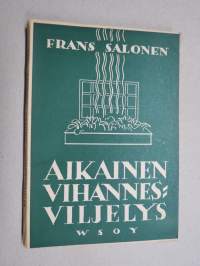 FRANS SALONEN
AIKAINEN
VIHANNES=
VILJELYS
WSOY